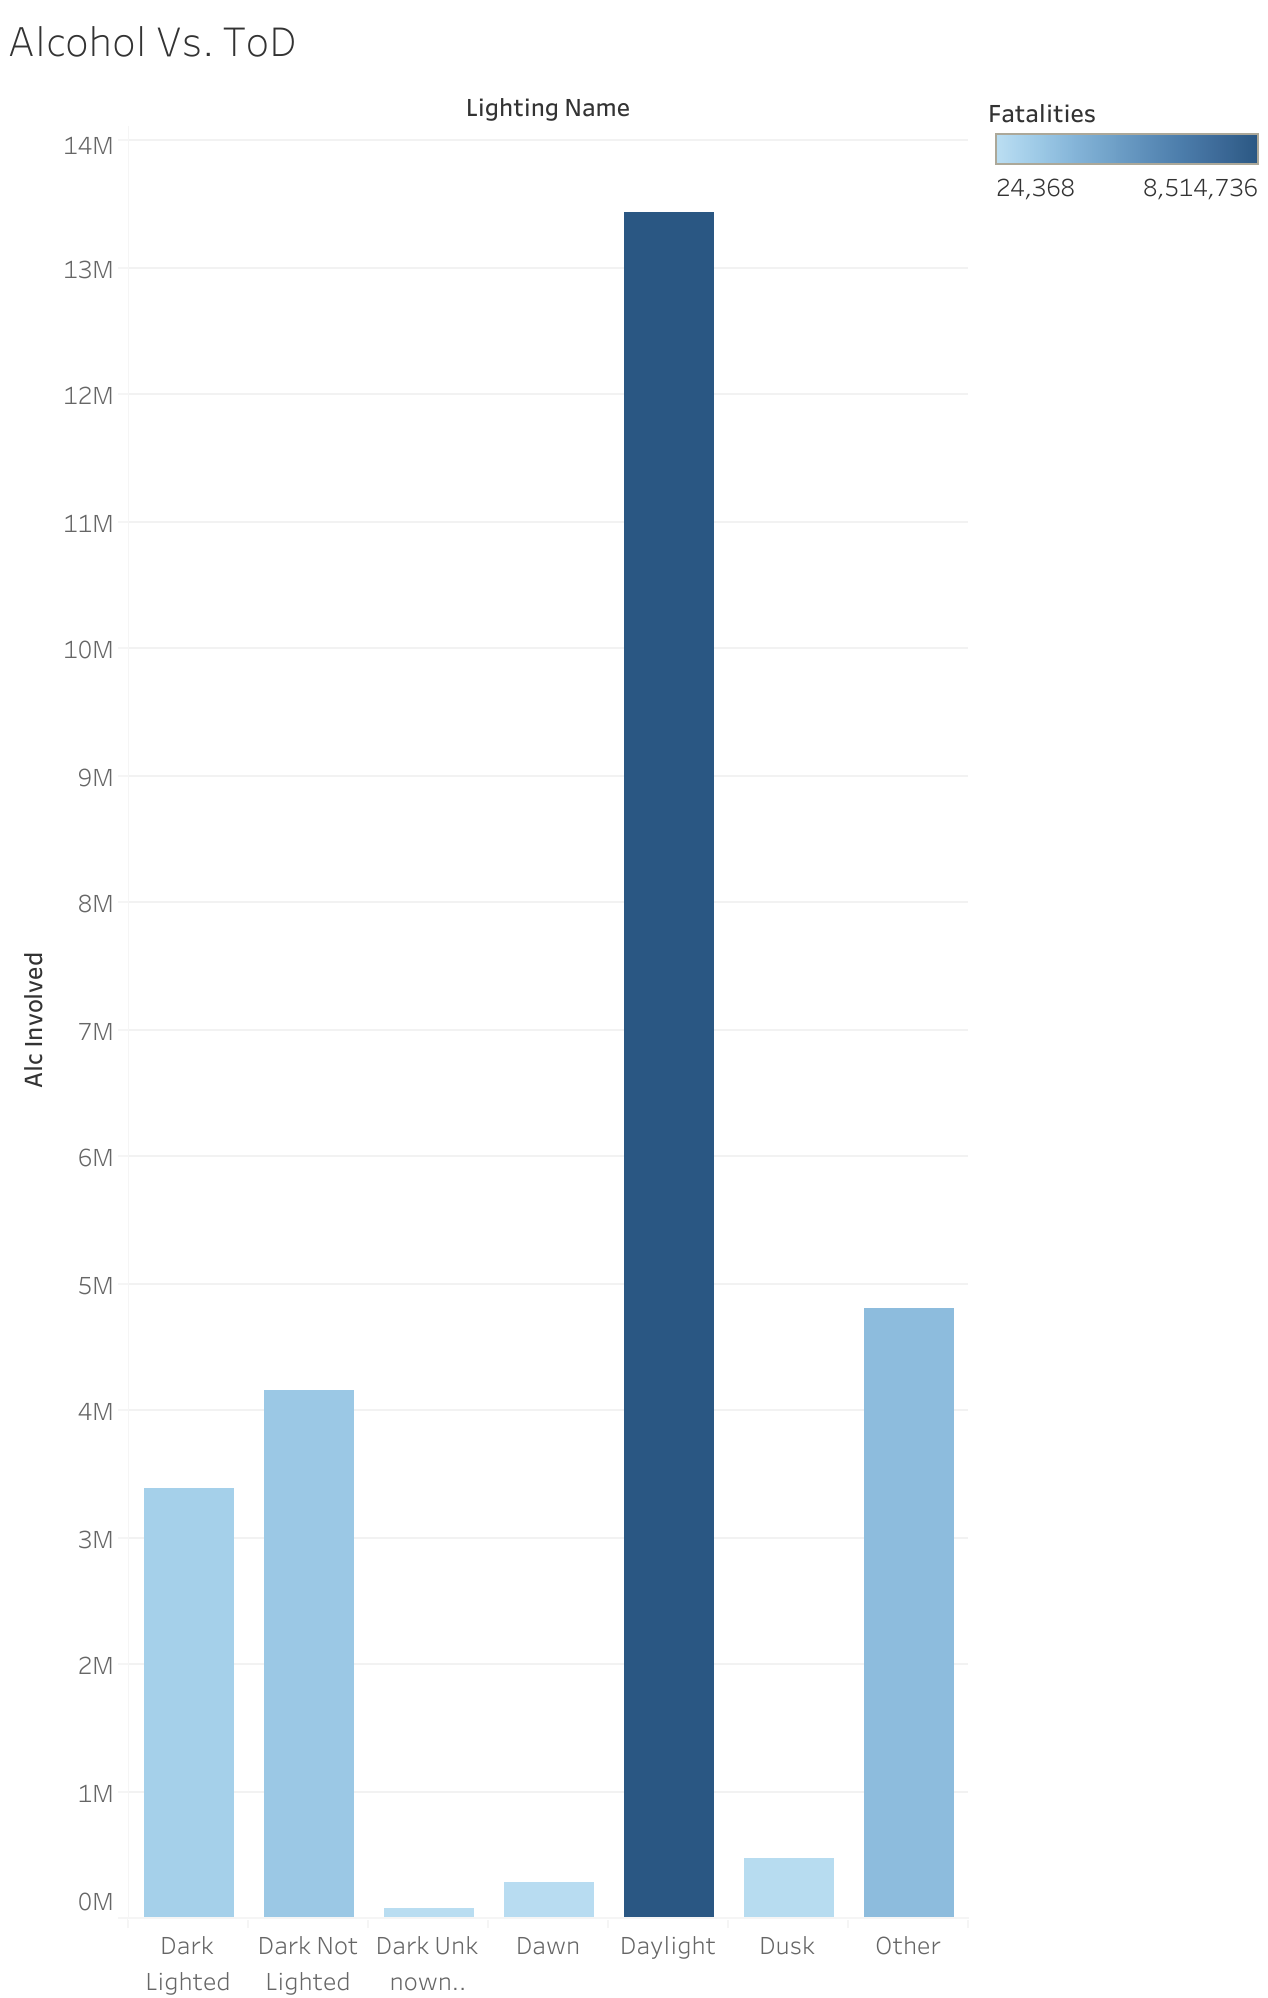 Alcohol Vs. ToD
Lighting Name
Fatalities
24,368 8,514,736
14M
13M
12M
11M
10M
9M
8M
7M
6M
5M
4M
3M
2M
1M
0M
Alc Involved
Dark
Lighted
Dark Not
Lighted
Dark Unk
nown..
Dawn
Daylight
Dusk
Other